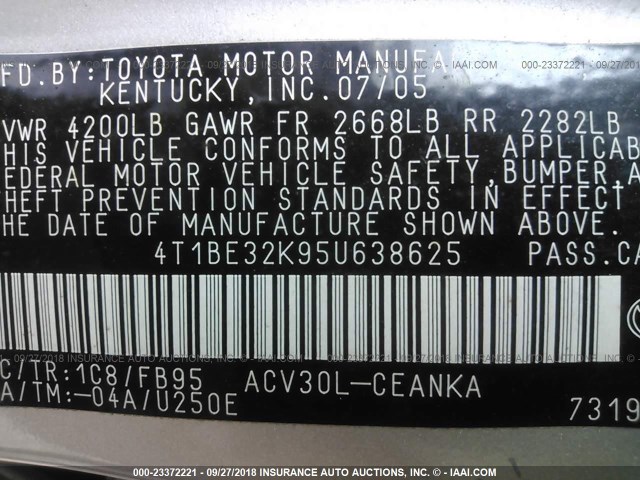 FD.BY:TOYOTA MOTOR MANUF
KENTUCKY, INC. 07/05
VWR 4200LB GAWR FR 2668LB RR 2282LB
HIS VEHICLE CONFORMS TO ALL APPLICAB
EDERAL MOTOR VEHICLE SAFETY, BUMPER, A
HEFT PREVENTION STANDARDS IN EFFECT
HE DATE OF MANUFACTURE SHOWN ABOVE.
4T1BE32K95U638625 PASS.CA
C/TR:1C8/FB95 ACV30L-CEANKA
A/TM:-04A/U250E 7319
000-23372221 - 09/27/2018 INSURANCE AUTO AUCTIONS - © WWW.IAAI.COM